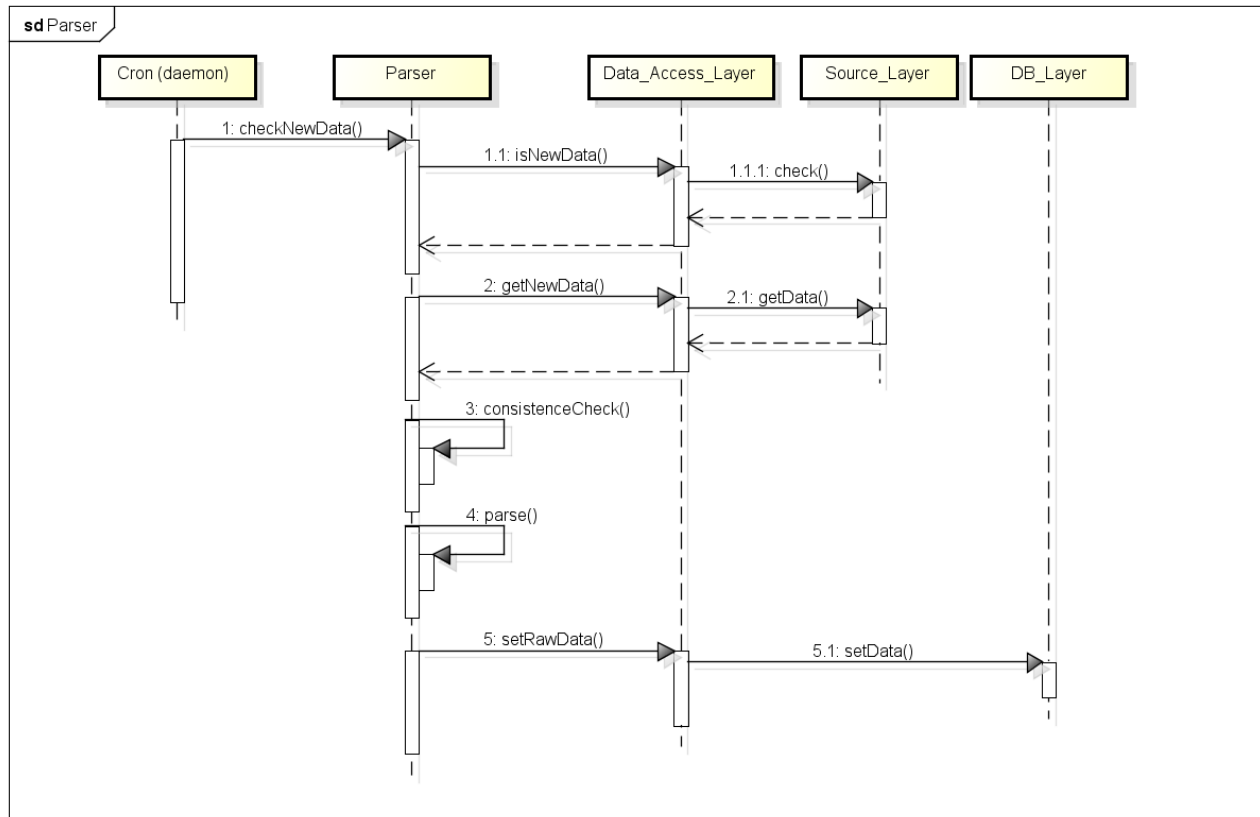 sd Parser
Cron (daemon)
Parser
Data_Access_Layer
Source_Layer
DB_Layer
1: checkNewData()
1.1: isNewData()
1.1.1: check()
2: getNewData()
2.1: getData()
3: consistenceCheck()
4: parse()
5: setRawData()
5.1: setData()